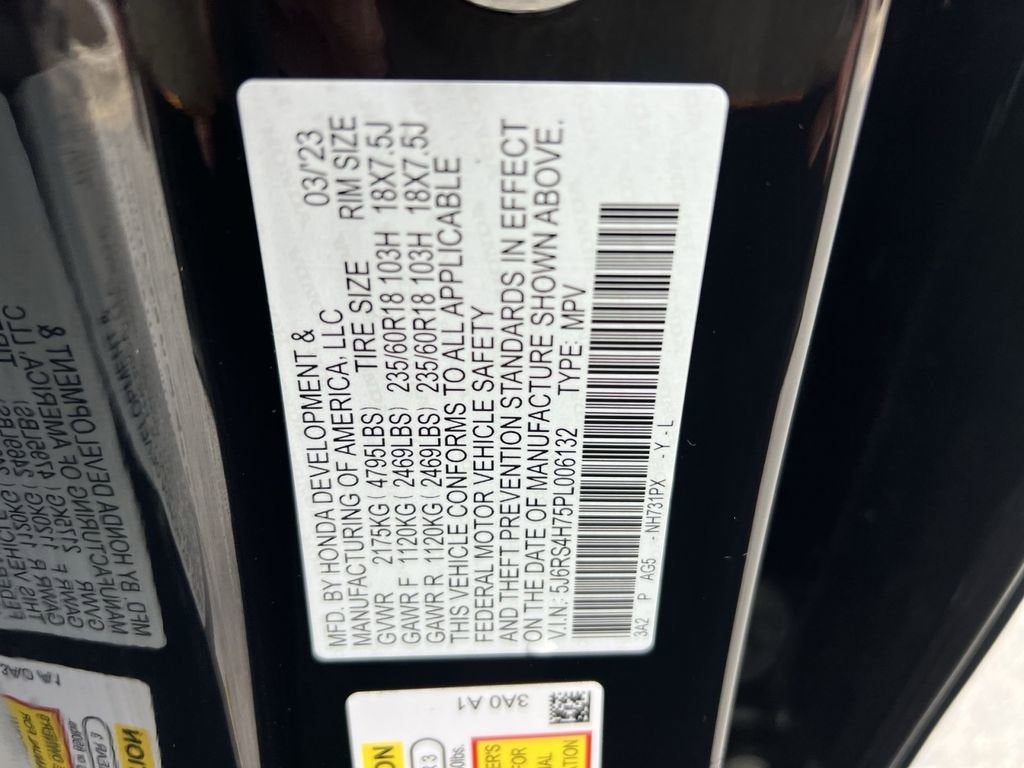 MFD. BY HONDA DEVELOPMENT & 03/'23
MANUFACTURING OF AMERICA, LLC TIRE SIZE RIM SIZE
GVWR 2175KG ( 4795LBS)
GAWR F 1120KG ( 2469LBS) 235/60R18 103H 18X7.5J
GAWR R 1120KG ( 2469LBS) 235/60R18 103H 18X7.5J
THIS VEHICLE CONFORMS TO ALL APPLICABLE
FEDERAL MOTOR VEHICLE SAFETY
AND THEFT PREVENTION STANDARDS IN EFFECT
ON THE DATE OF MANUFACTURE SHOWN ABOVE.
V.I.N: 5J6RS4H75PL006132 TYPE: MPV
3A2 P AG5 -NH731PX -Y-L
3A0 A1